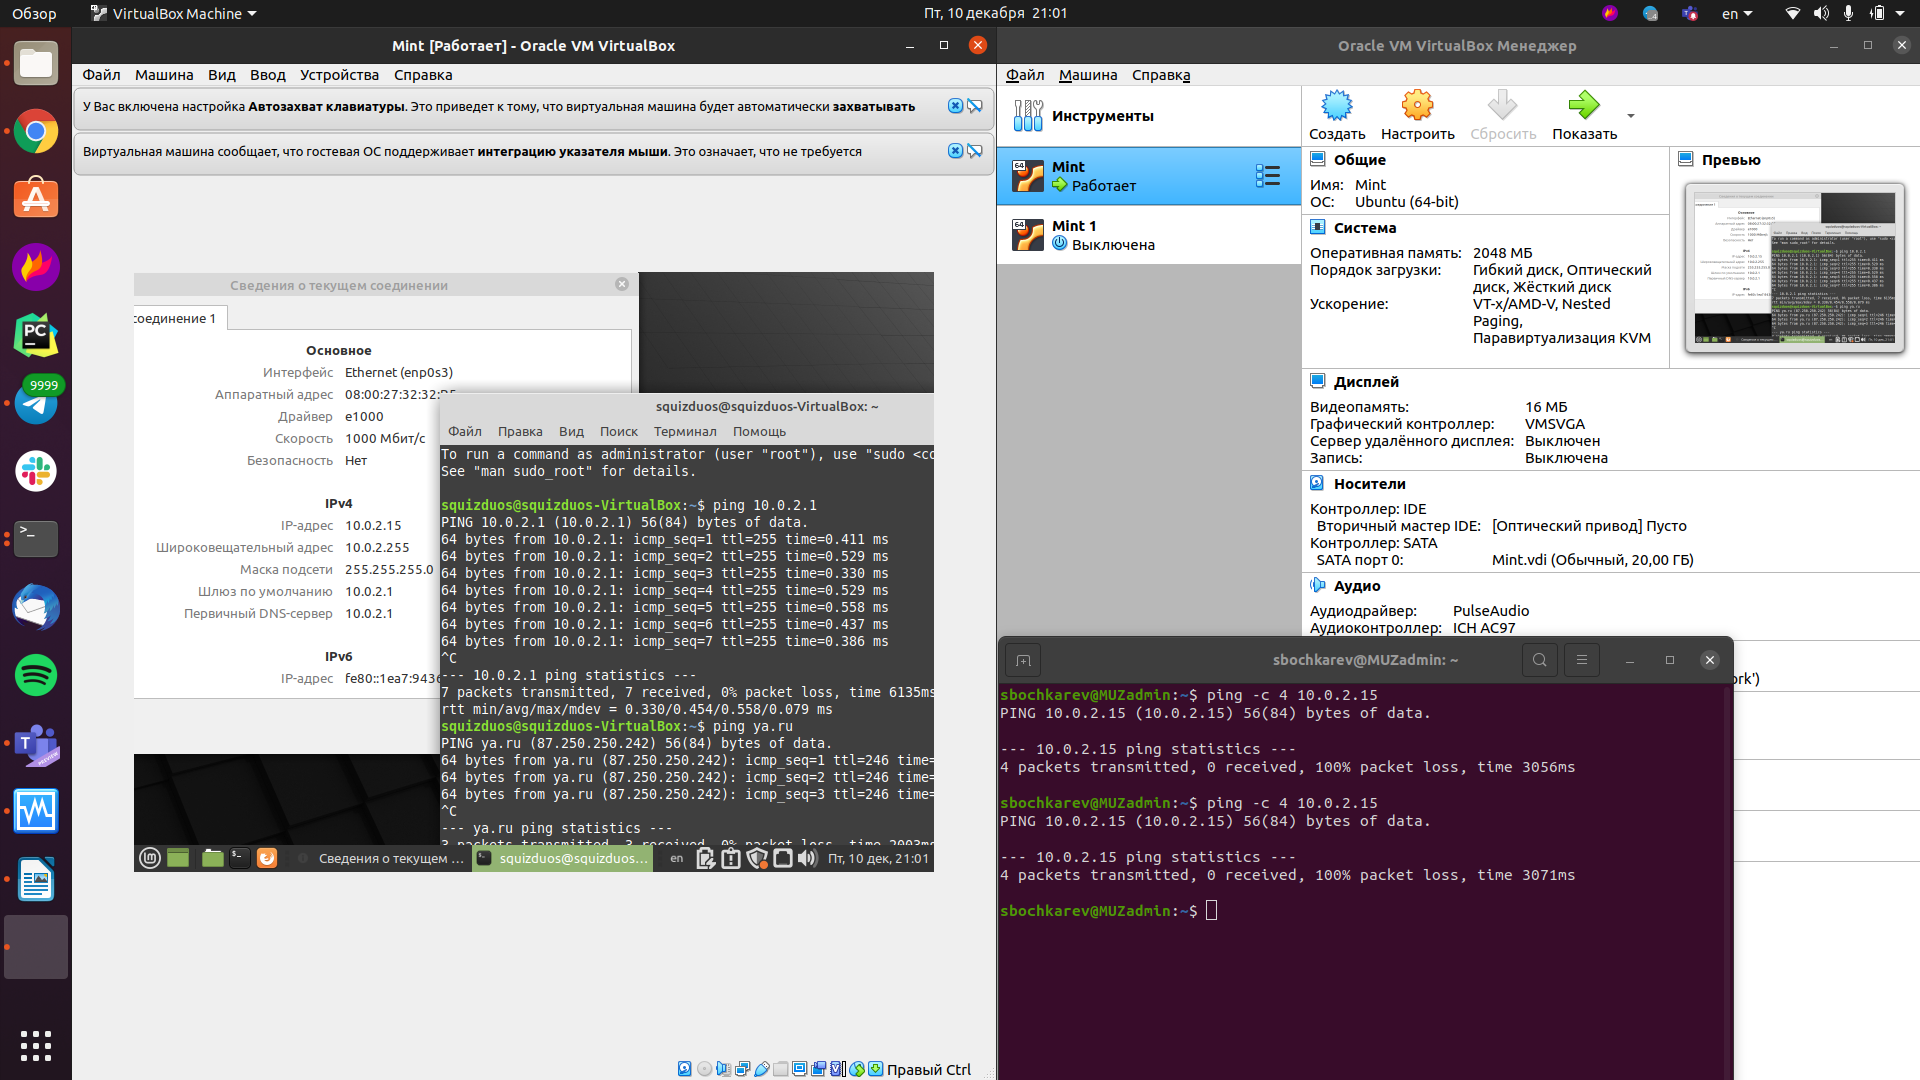 Обзор
VirtualBox Machine
Пт, 10 декабря 21:01
en
Mint [Работает] - Oracle VM VirtualBox
Файл Машина Вид Ввод Устройства Справка
У Вас включена настройка Автозахват клавиатуры. Это приведет к тому, что виртуальная машина будет автоматически захватывать
Виртуальная машина сообщает, что гостевая ОС поддерживает интеграцию указателя мыши. Это означает, что не требуется
9999
Сведения о текущем соединении
соединение 1
Основное
Интерфейс Ethernet (enp0s3)
Аппаратный адрес 08:00:27:32:32:
Драйвер e1000
Скорость 1000 Мбит/с
Безопасность Нет
IPv4
IP-адрес 10.0.2.15
Широковещательный адрес 10.0.2.255
Маска подсети 255.255.255.0
Шлюз по умолчанию 10.0.2.1
Первичный DNS-сервер 10.0.2.1
IPv6
IP-адрес fe80::1ea7:9436
squizduos@squizduos-VirtualBox: ~
Файл Правка Вид Поиск Терминал Помощь
To run a command as administrator (user "root"), use "sudo <co
See "man sudo_root" for details.
squizduos@squizduos-VirtualBox:~$ ping 10.0.2.1
PING 10.0.2.1 (10.0.2.1) 56(84) bytes of data.
64 bytes from 10.0.2.1: icmp_seq=1 ttl=255 time=0.411 ms
64 bytes from 10.0.2.1: icmp_seq=2 ttl=255 time=0.529 ms
64 bytes from 10.0.2.1: icmp_seq=3 ttl=255 time=0.330 ms
64 bytes from 10.0.2.1: icmp_seq=4 ttl=255 time=0.529 ms
64 bytes from 10.0.2.1: icmp_seq=5 ttl=255 time=0.558 ms
64 bytes from 10.0.2.1: icmp_seq=6 ttl=255 time=0.437 ms
64 bytes from 10.0.2.1: icmp_seq=7 ttl=255 time=0.386 ms
^C
--- 10.0.2.1 ping statistics ---
7 packets transmitted, 7 received, 0% packet loss, time 6135ms
rtt min/avg/max/mdev = 0.330/0.454/0.558/0.079 ms
squizduos@squizduos-VirtualBox:~$ ping ya.ru
PING ya.ru (87.250.250.242) 56(84) bytes of data.
64 bytes from ya.ru (87.250.250.242): icmp_seq=1 ttl=246 time=
64 bytes from ya.ru (87.250.250.242): icmp_seq=2 ttl=246 time=
64 bytes from ya.ru (87.250.250.242): icmp_seq=3 ttl=246 time=
^C
--- ya.ru ping statistics ---
3 packets transmitted, 3 received, 0% packet loss, time 2003ms
Сведения о текущем ...
squizduos@squizduos...
en
Пт, 10 дек, 21:01
Правый Ctrl
Oracle VM VirtualBox Менеджер
Файл Машина Справка
Инструменты
Создать Настроить Сбросить Показать
64
Mint
Работает
64
Mint 1
Выключена
Общие
Имя: Mint
ОС: Ubuntu (64-bit)
Превью
Система
Оперативная память: 2048 МБ
Порядок загрузки: Гибкий диск, Оптический
диск, Жёсткий диск
Ускорение: VT-x/AMD-V, Nested
Paging,
Паравиртуализация KVM
Дисплей
Видеопамять: 16 МБ
Графический контроллер: VMSVGA
Сервер удалённого дисплея: Выключен
Запись: Выключена
Носители
Контроллер: IDE
Вторичный мастер IDE: [Оптический привод] Пусто
Контроллер: SATA
SATA порт 0: Mint.vdi (Обычный, 20,00 ГБ)
Аудио
Аудиодрайвер: PulseAudio
Аудиоконтроллер: ICH AC97
ork')
sbochkarev@MUZadmin: ~
sbochkarev@MUZadmin:~$ ping -c 4 10.0.2.15
PING 10.0.2.15 (10.0.2.15) 56(84) bytes of data.
--- 10.0.2.15 ping statistics ---
4 packets transmitted, 0 received, 100% packet loss, time 3056ms
sbochkarev@MUZadmin:~$ ping -c 4 10.0.2.15
PING 10.0.2.15 (10.0.2.15) 56(84) bytes of data.
--- 10.0.2.15 ping statistics ---
4 packets transmitted, 0 received, 100% packet loss, time 3071ms
sbochkarev@MUZadmin:~$